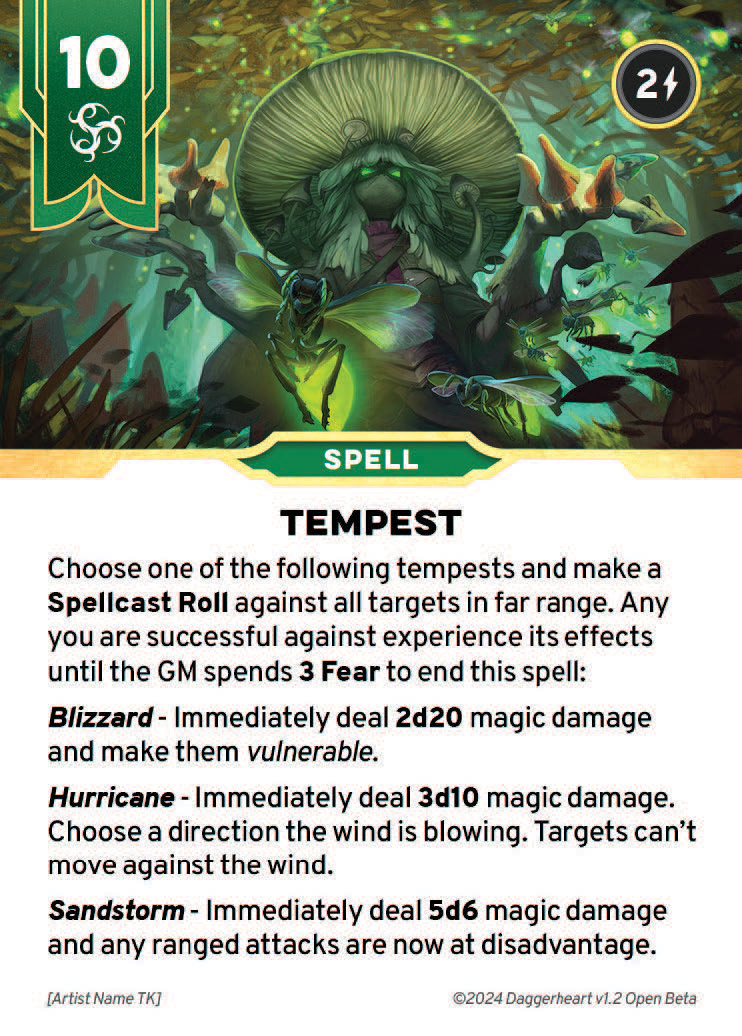 10
2
SPELL
TEMPEST
Choose one of the following tempests and make a
Spellcast Roll against all targets in far range. Any
you are successful against experience its effects
until the GM spends 3 Fear to end this spell:
Blizzard - Immediately deal 2d20 magic damage
and make them vulnerable.
Hurricane - Immediately deal 3d10 magic damage.
Choose a direction the wind is blowing. Targets can't
move against the wind.
Sandstorm - Immediately deal 5d6 magic damage
and any ranged attacks are now at disadvantage.
[Artist Name TK]
©2024 Daggerheart v1.2 Open Beta